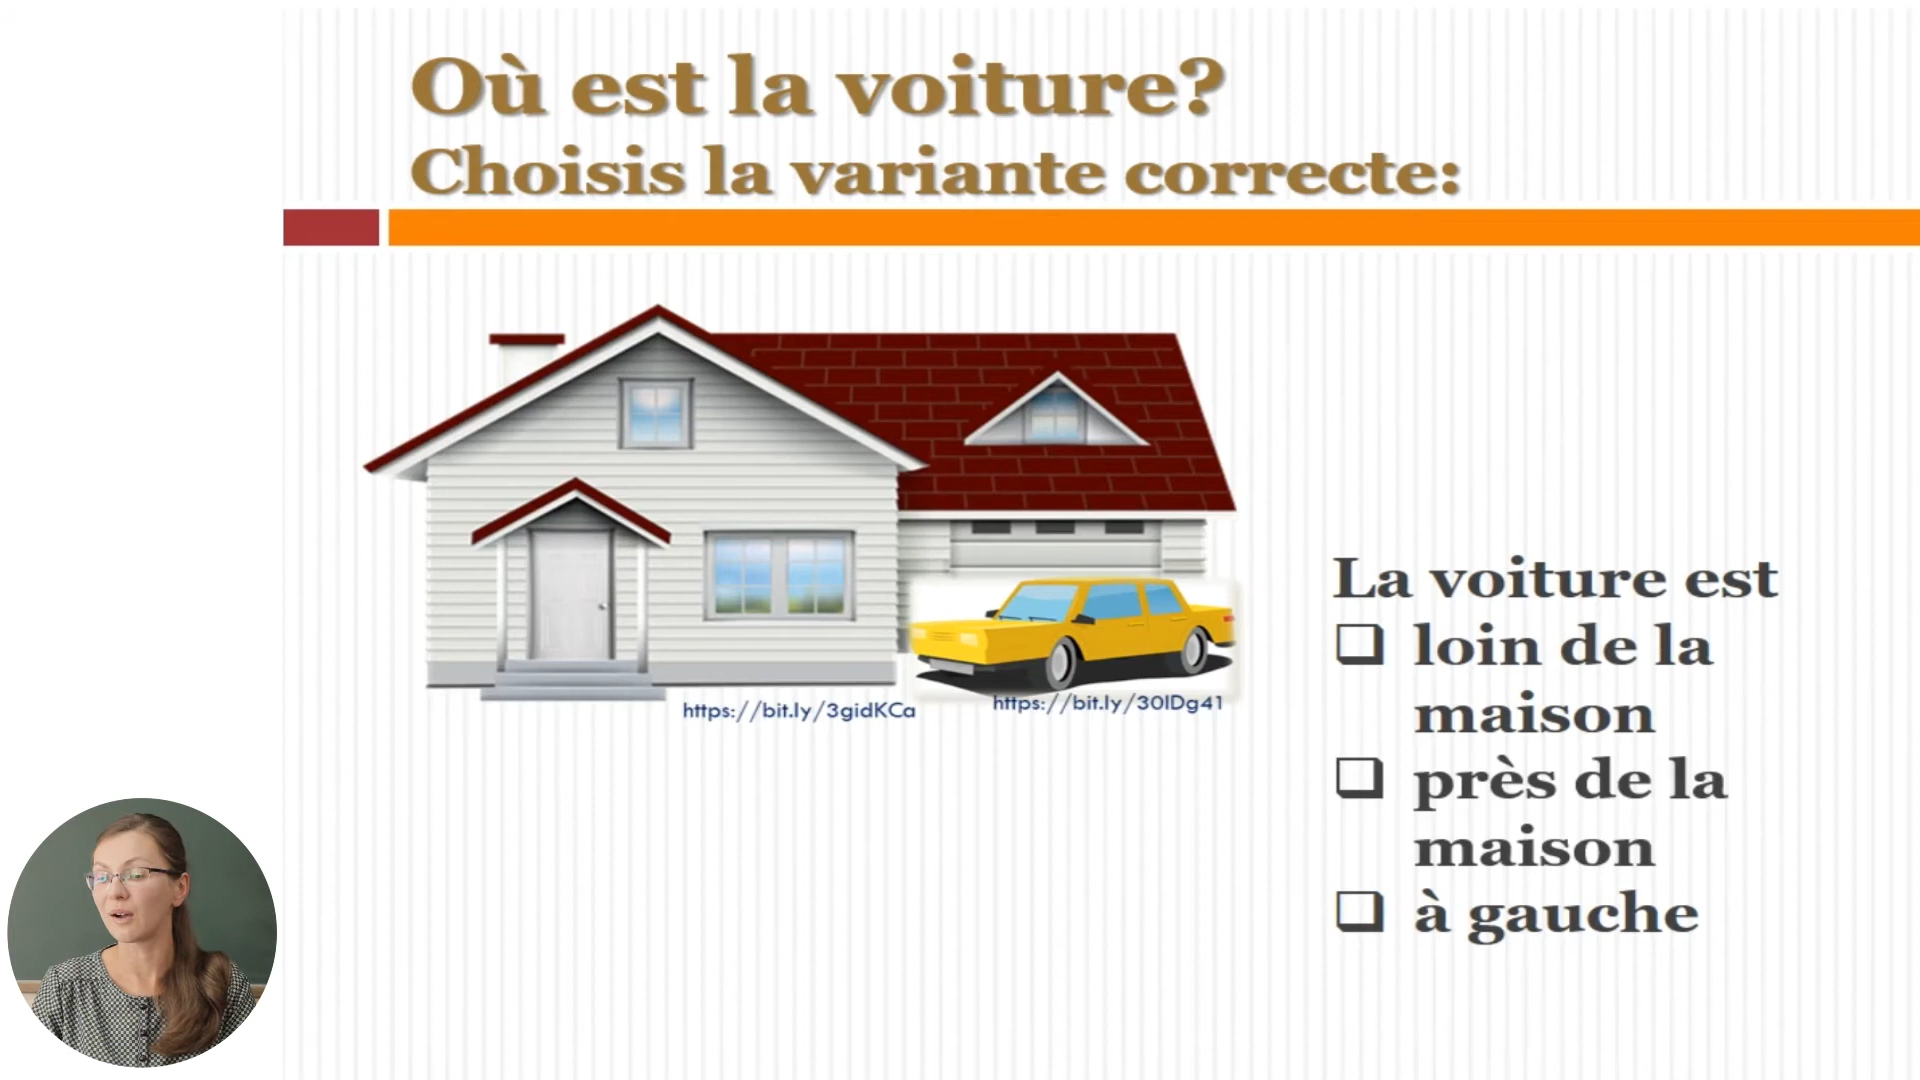 Où est la voiture?
Choisis la variante correcte:
https://bit.ly/3gidKCa
https://bit.ly/30lDg41
La voiture est
❑ loin de la
maison
❑ près de la
maison
❑ à gauche